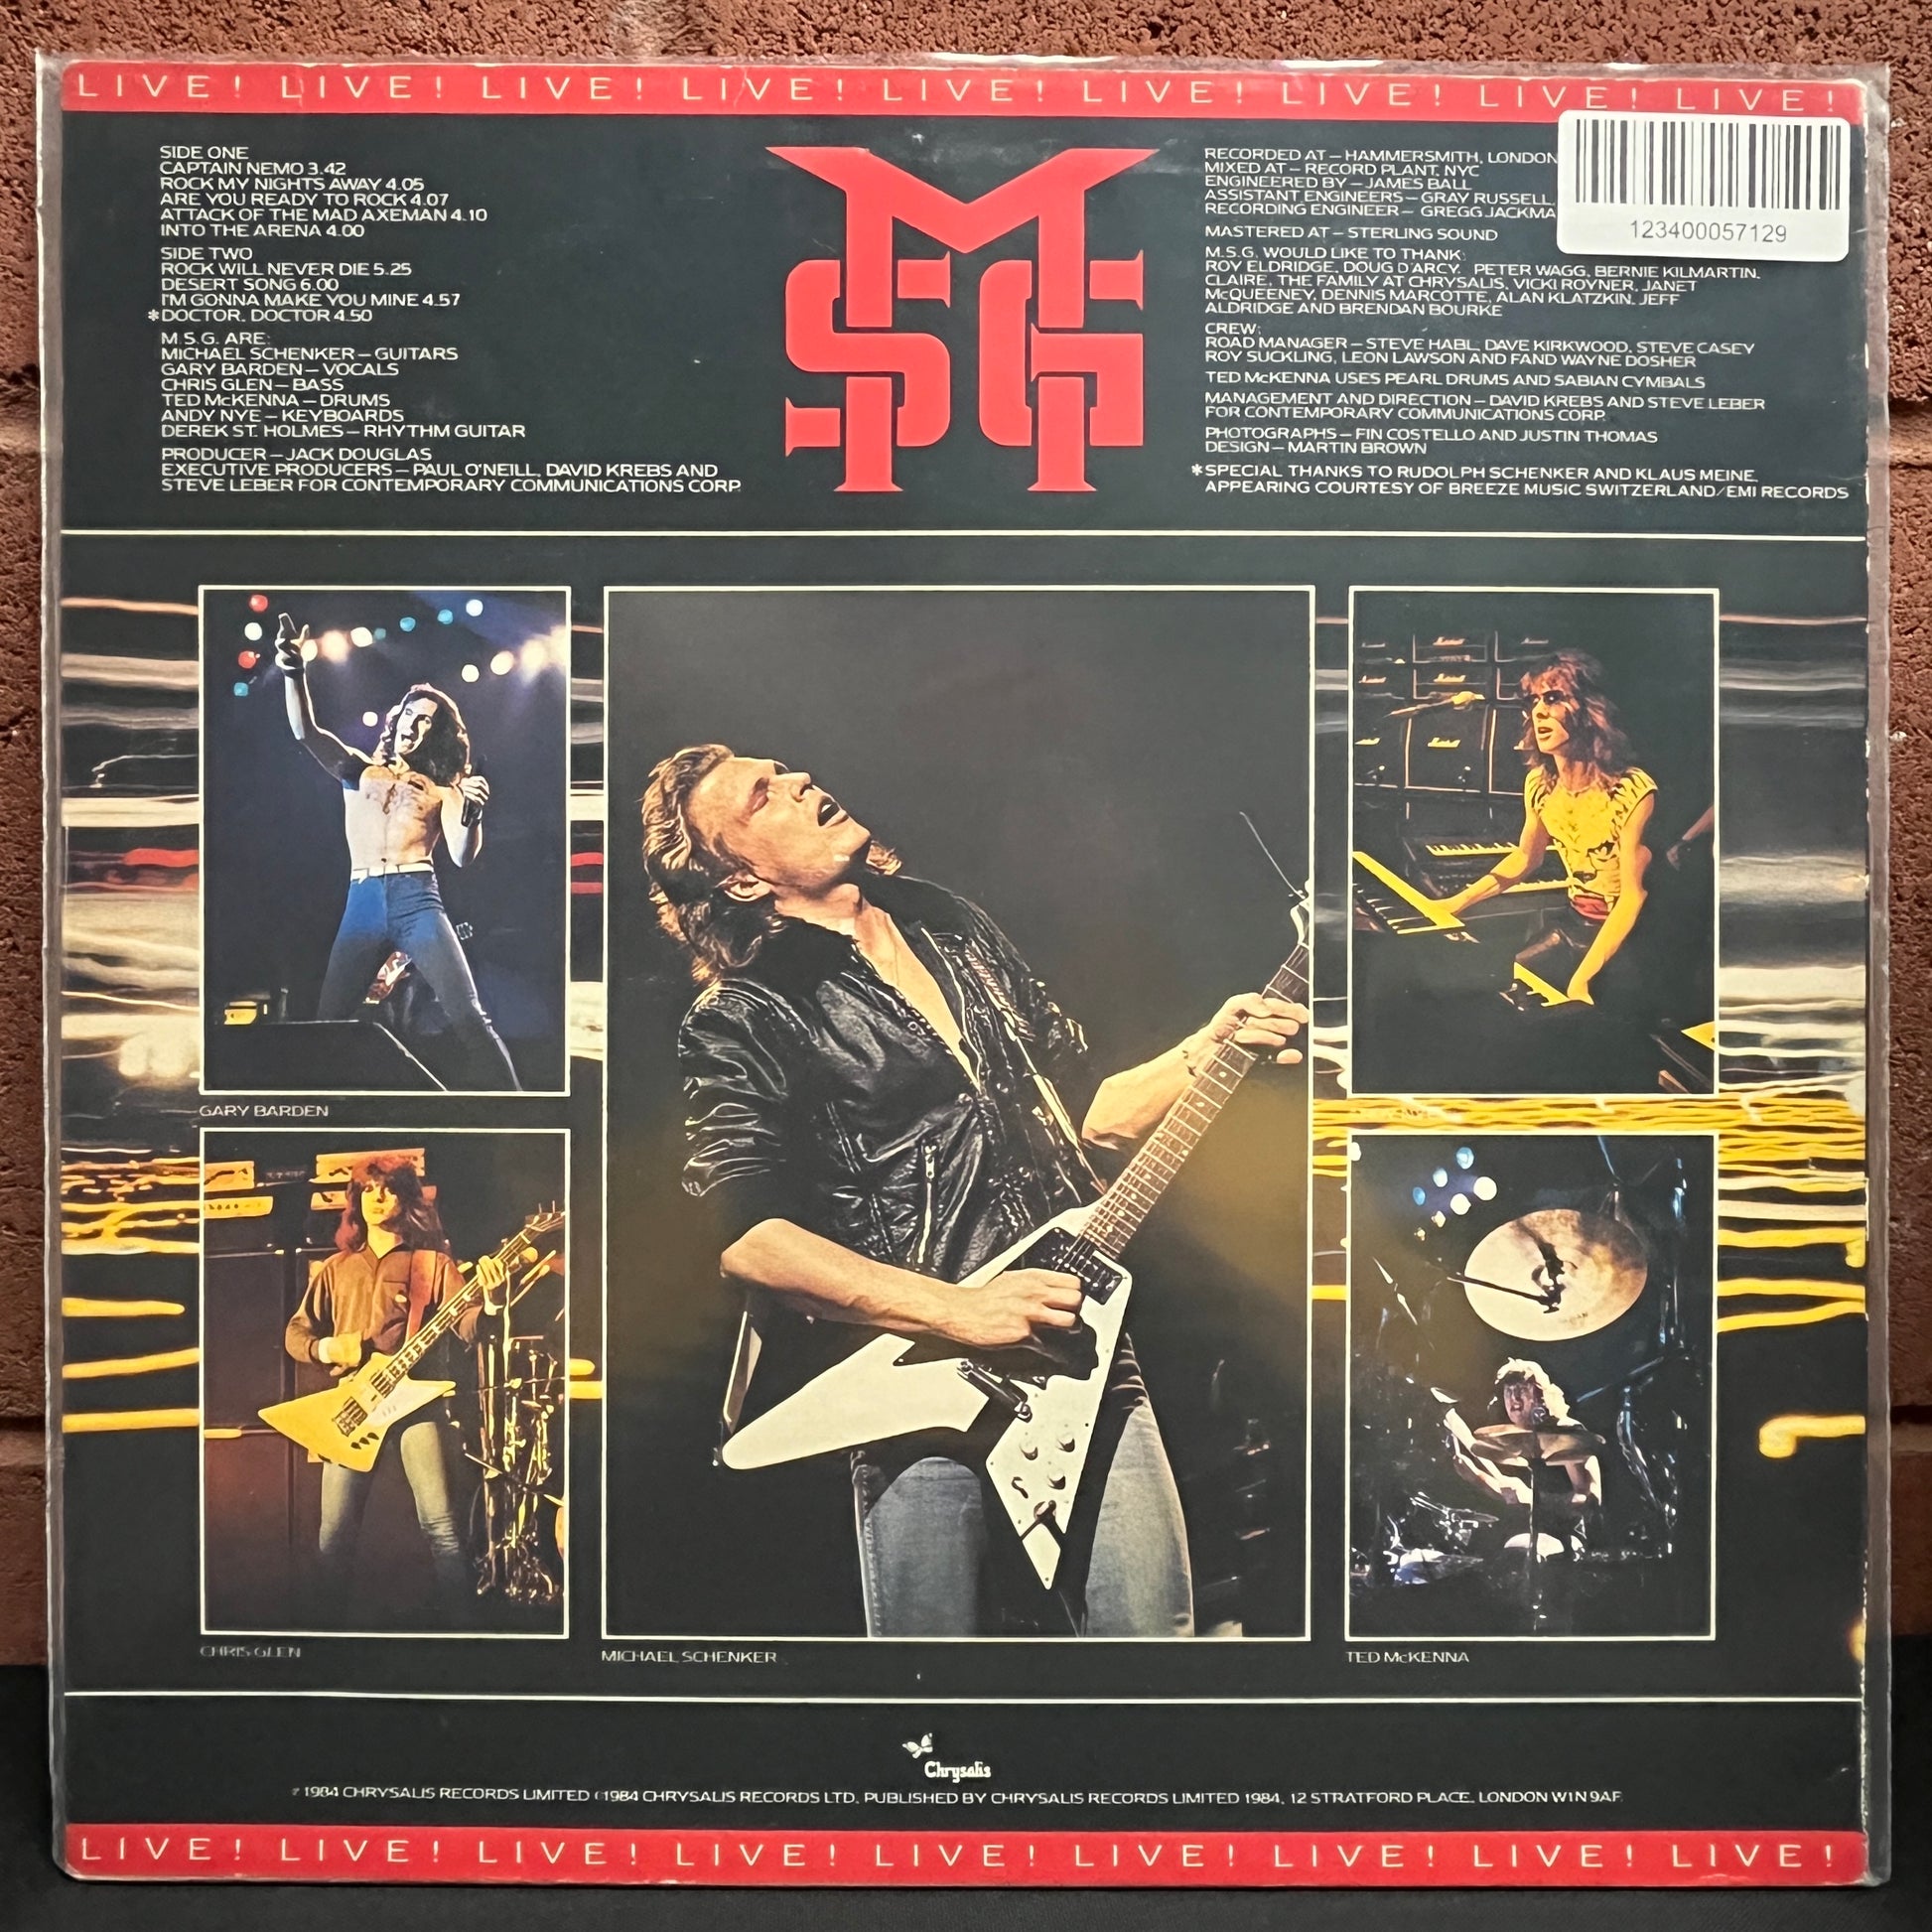 LIVE! LIVE! LIVE! LIVE! LIVE! LIVE! LIVE! LIVE! LIVE!
SIDE ONE
CAPTAIN NEMO 3.42
ROCK MY NIGHTS AWAY 4.05
ARE YOU READY TO ROCK 4.07
ATTACK OF THE MAD AXEMAN 4.10
INTO THE ARENA 4.00
SIDE TWO
ROCK WILL NEVER DIE 5.25
DESERT SONG 6.00
I'M GONNA MAKE YOU MINE 4.57
*DOCTOR, DOCTOR 4.50
M.S.G. ARE:
MICHAEL SCHENKER – GUITARS
GARY BARDEN – VOCALS
CHRIS GLEN – BASS
TED McKENNA – DRUMS
ANDY NYE – KEYBOARDS
DEREK ST. HOLMES – RHYTHM GUITAR
PRODUCER – JACK DOUGLAS
EXECUTIVE PRODUCERS – PAUL O'NEILL, DAVID KREBS AND
STEVE LEBER FOR CONTEMPORARY COMMUNICATIONS CORP.
MSG
RECORDED AT – HAMMERSMITH, LONDON
MIXED AT – RECORD PLANT, NYC
ENGINEERED BY – JAMES BALL
ASSISTANT ENGINEERS – GRAY RUSSELL,
RECORDING ENGINEER – GREGG JACKMA
MASTERED AT – STERLING SOUND
123400057129
M.S.G. WOULD LIKE TO THANK:
ROY ELDRIDGE, DOUG D'ARCY, PETER WAGG, BERNIE KILMARTIN,
CLAIRE, THE FAMILY AT CHRYSALIS, VICKI ROYNER, JANET
McQUEENEY, DENNIS MARCOTTE, ALAN KLATZKIN, JEFF
ALDRIDGE AND BRENDAN BOURKE
CREW:
ROAD MANAGER – STEVE HABL, DAVE KIRKWOOD, STEVE CASEY
ROY SUCKLING, LEON LAWSON AND FAND WAYNE DOSHER
TED McKENNA USES PEARL DRUMS AND SABIAN CYMBALS
MANAGEMENT AND DIRECTION – DAVID KREBS AND STEVE LEBER
FOR CONTEMPORARY COMMUNICATIONS CORP.
PHOTOGRAPHS – FIN COSTELLO AND JUSTIN THOMAS
DESIGN – MARTIN BROWN
*SPECIAL THANKS TO RUDOLPH SCHENKER AND KLAUS MEINE
APPEARING COURTESY OF BREEZE MUSIC SWITZERLAND/EMI RECORDS
GARY BARDEN
CHRIS GLEN
MICHAEL SCHENKER
TED McKENNA
Chrysalis
℗ 1984 CHRYSALIS RECORDS LIMITED © 1984 CHRYSALIS RECORDS LTD, PUBLISHED BY CHRYSALIS RECORDS LIMITED 1984, 12 STRATFORD PLACE, LONDON W1N 9AF
LIVE! LIVE! LIVE! LIVE! LIVE! LIVE! LIVE! LIVE! LIVE!